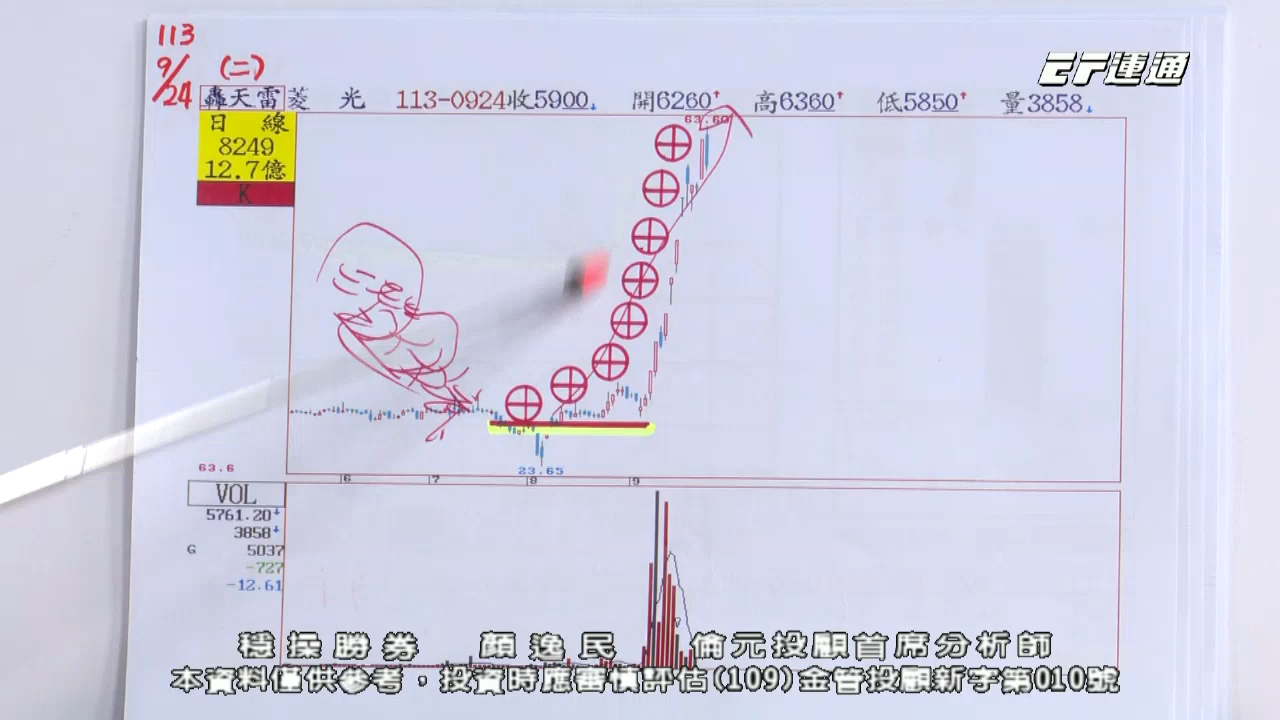 113
9/24 (二)
EF運通
轟天雷 菱 光 113-0924收5900↓ 開6260↑ 高6360↑ 低5850↑ 量3858↓
日 線
8249
12.7億
K
63.60
23.65
63.6
6 7 8 9
VOL
5761.20↓
3858↓
G 5037
-727
-12.61
穩操勝券 顏逸民 倫元投顧首席分析師
本資料僅供參考，投資時應審慎評估(109)金管投顧新字第010號